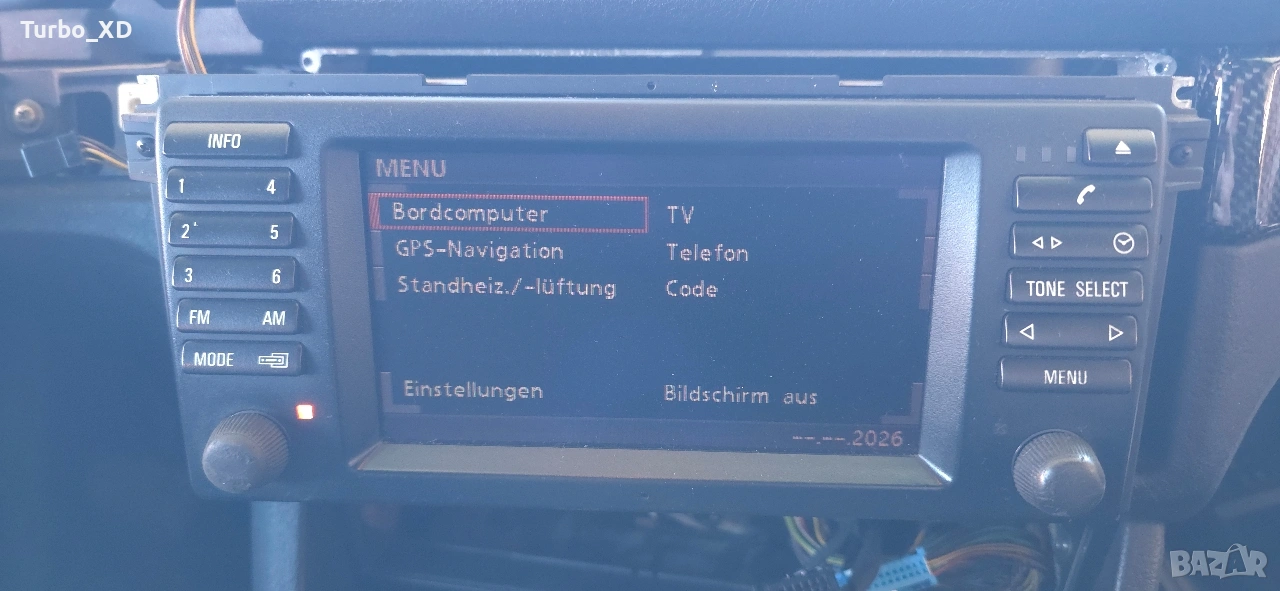 Turbo_XD
INFO
1 4
2 5
3 6
FM AM
MODE
MENU
Bordcomputer TV
GPS-Navigation Telefon
Standheiz./-lüftung Code
Einstellungen Bildschirm aus
--.--.2026
TONE SELECT
MENU
BAZAR